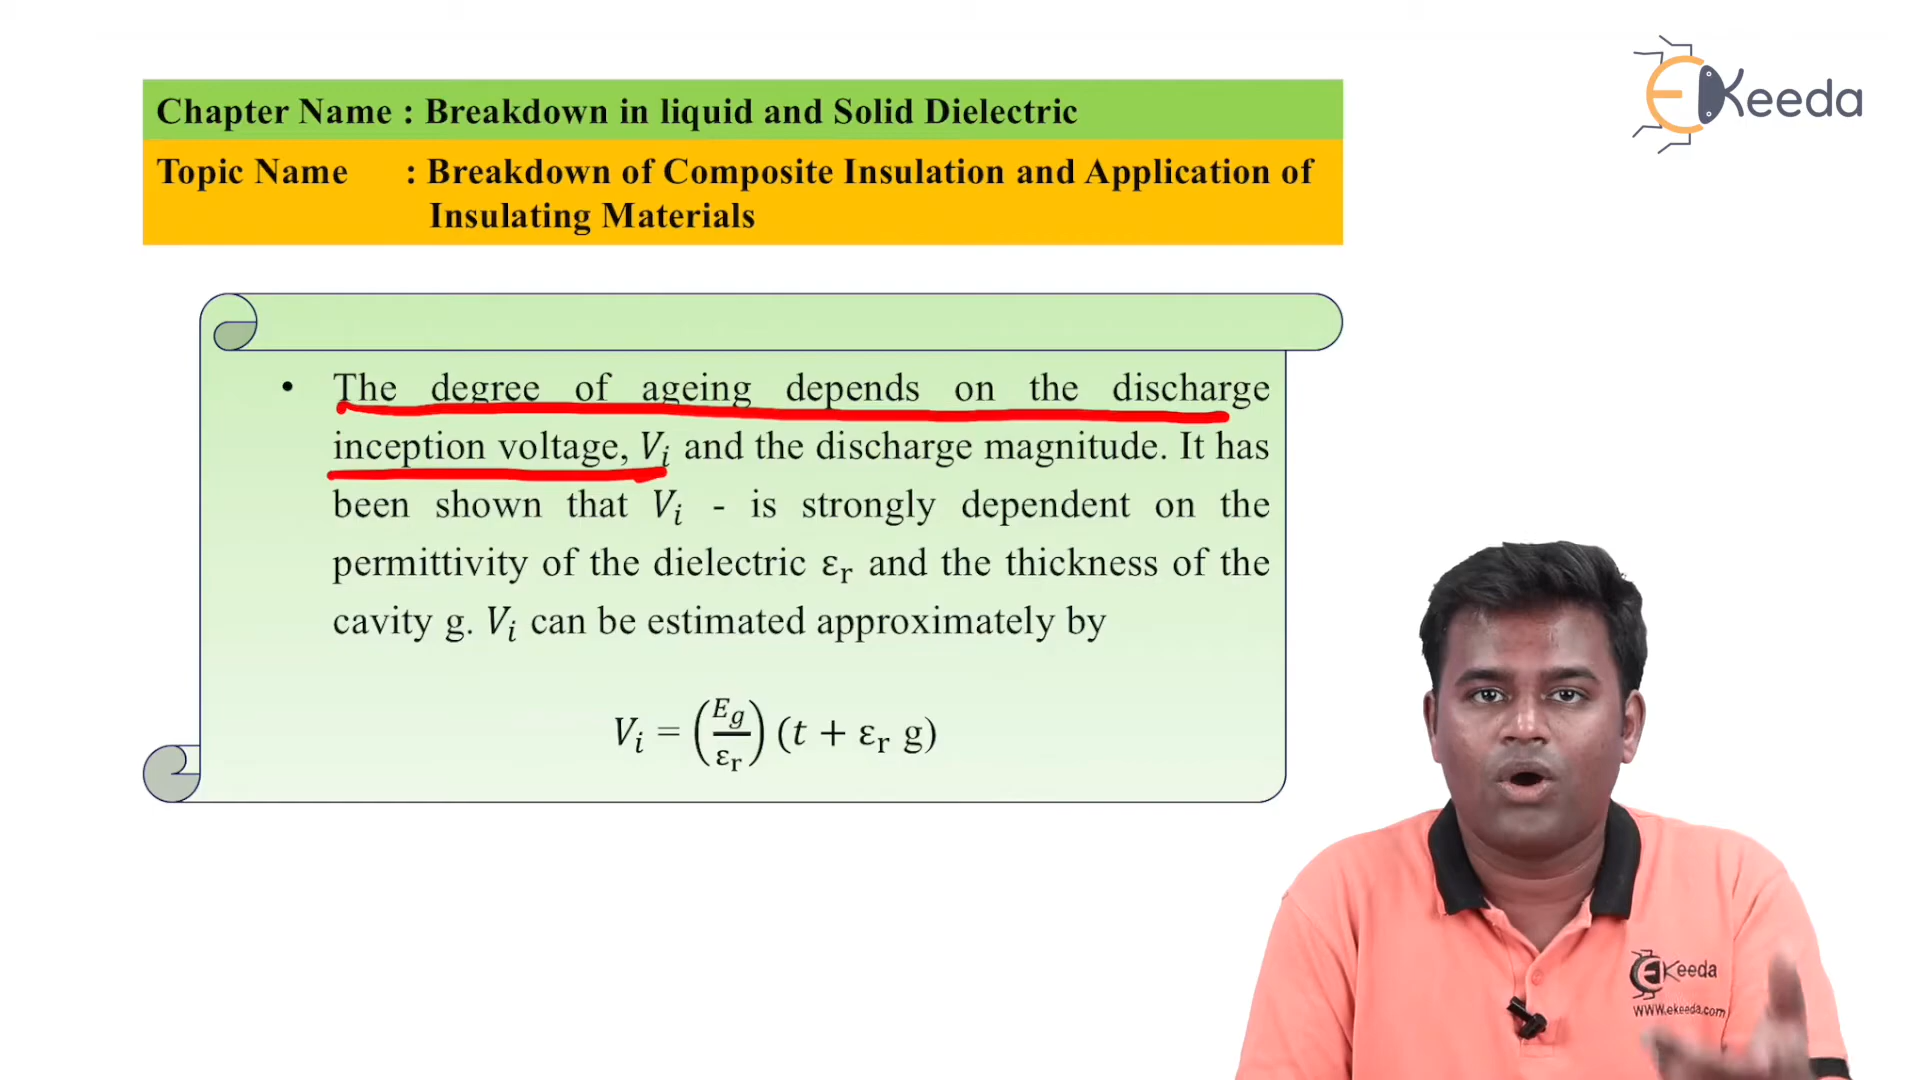 EKeeda
Chapter Name : Breakdown in liquid and Solid Dielectric
Topic Name : Breakdown of Composite Insulation and Application of
Insulating Materials
• The degree of ageing depends on the discharge
inception voltage, Vᵢ and the discharge magnitude. It has
been shown that Vᵢ - is strongly dependent on the
permittivity of the dielectric εr and the thickness of the
cavity g. Vᵢ can be estimated approximately by
Vᵢ = (Eg/εr) (t + εr g)
EKeeda
www.ekeeda.com